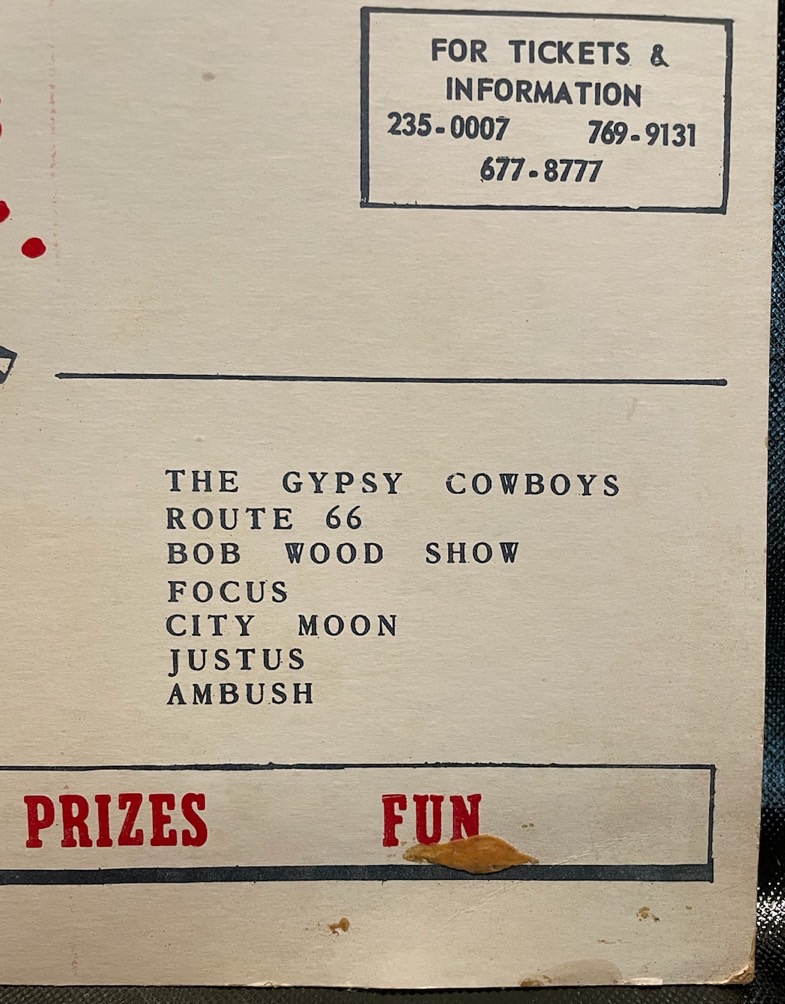 FOR TICKETS &
INFORMATION
235-0007 769-9131
677-8777
THE GYPSY COWBOYS
ROUTE 66
BOB WOOD SHOW
FOCUS
CITY MOON
JUSTUS
AMBUSH
PRIZES FUN